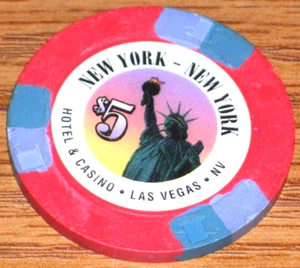 NEW YORK – NEW YORK
$5
HOTEL & CASINO • LAS VEGAS • NV